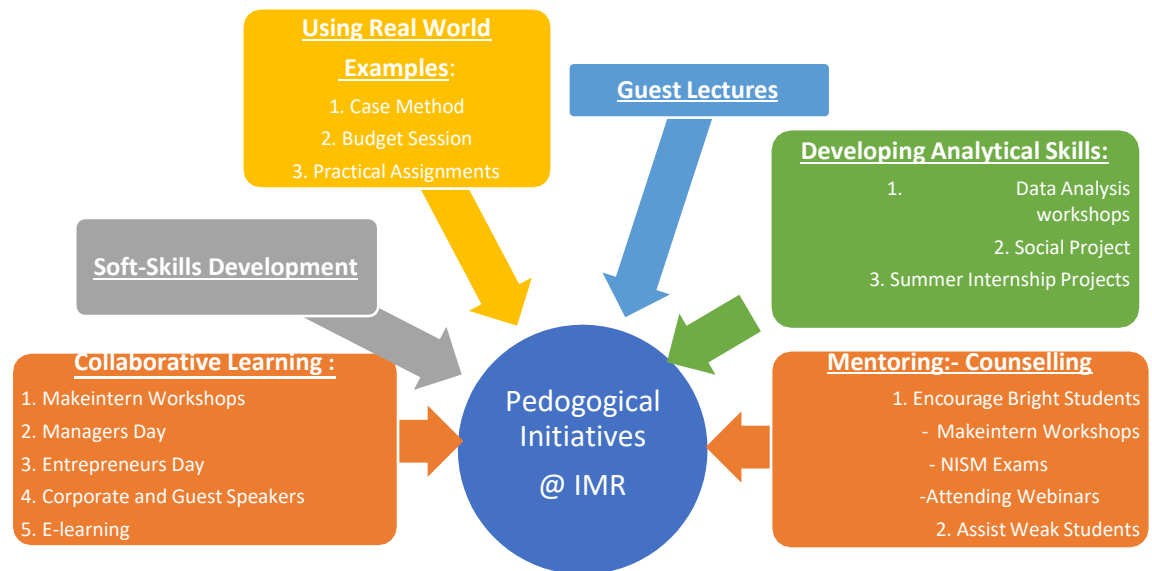 Using Real World
Examples:
1. Case Method
2. Budget Session
3. Practical Assignments
Guest Lectures
Developing Analytical Skills:
1. Data Analysis
workshops
2. Social Project
3. Summer Internship Projects
Soft-Skills Development
Collaborative Learning :
1. Makeintern Workshops
2. Managers Day
3. Entrepreneurs Day
4. Corporate and Guest Speakers
5. E-learning
Pedogogical
Initiatives
@ IMR
Mentoring:- Counselling
1. Encourage Bright Students
- Makeintern Workshops
- NISM Exams
-Attending Webinars
2. Assist Weak Students